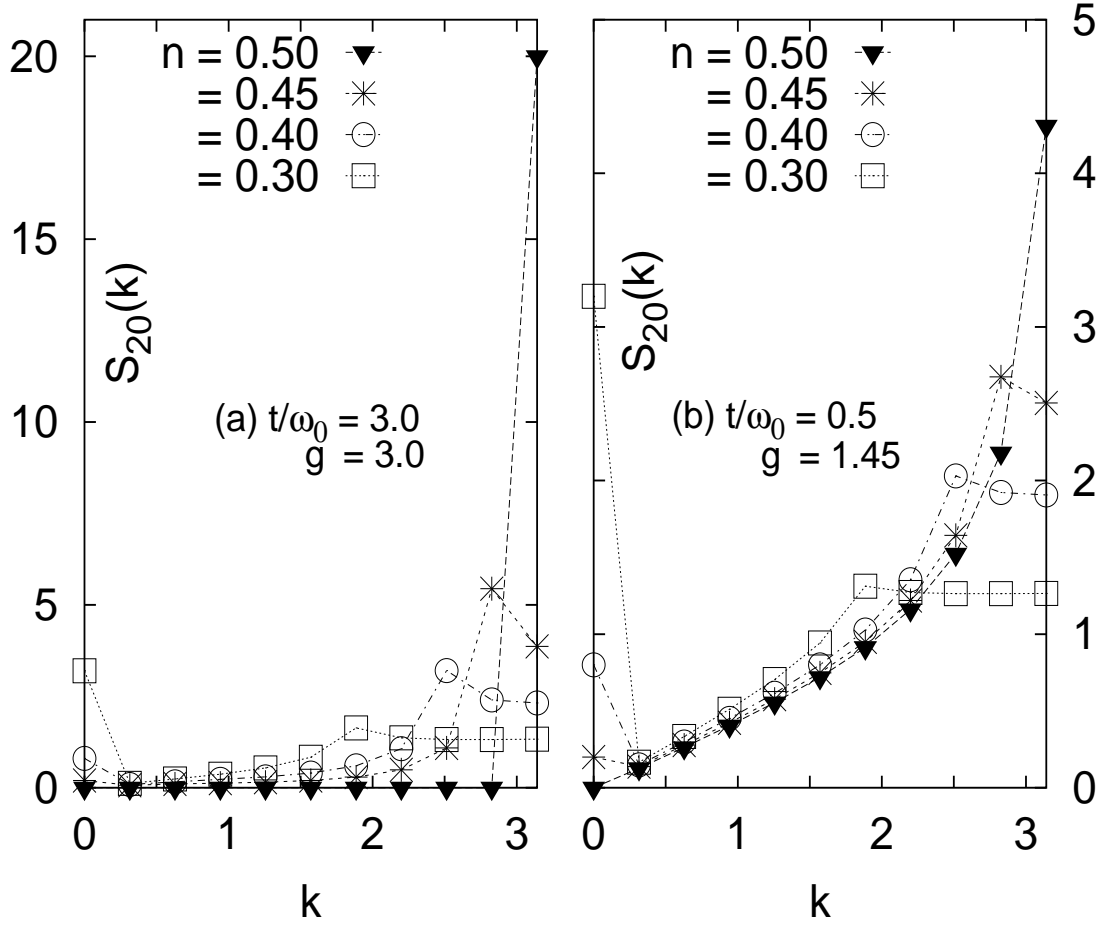 20
15
10
5
0
0
1
2
3
k
S20(k)
n = 0.50
= 0.45
= 0.40
= 0.30
(a) t/ω0 = 3.0
g = 3.0
5
4
3
2
1
0
0
1
2
3
k
S20(k)
n = 0.50
= 0.45
= 0.40
= 0.30
(b) t/ω0 = 0.5
g = 1.45